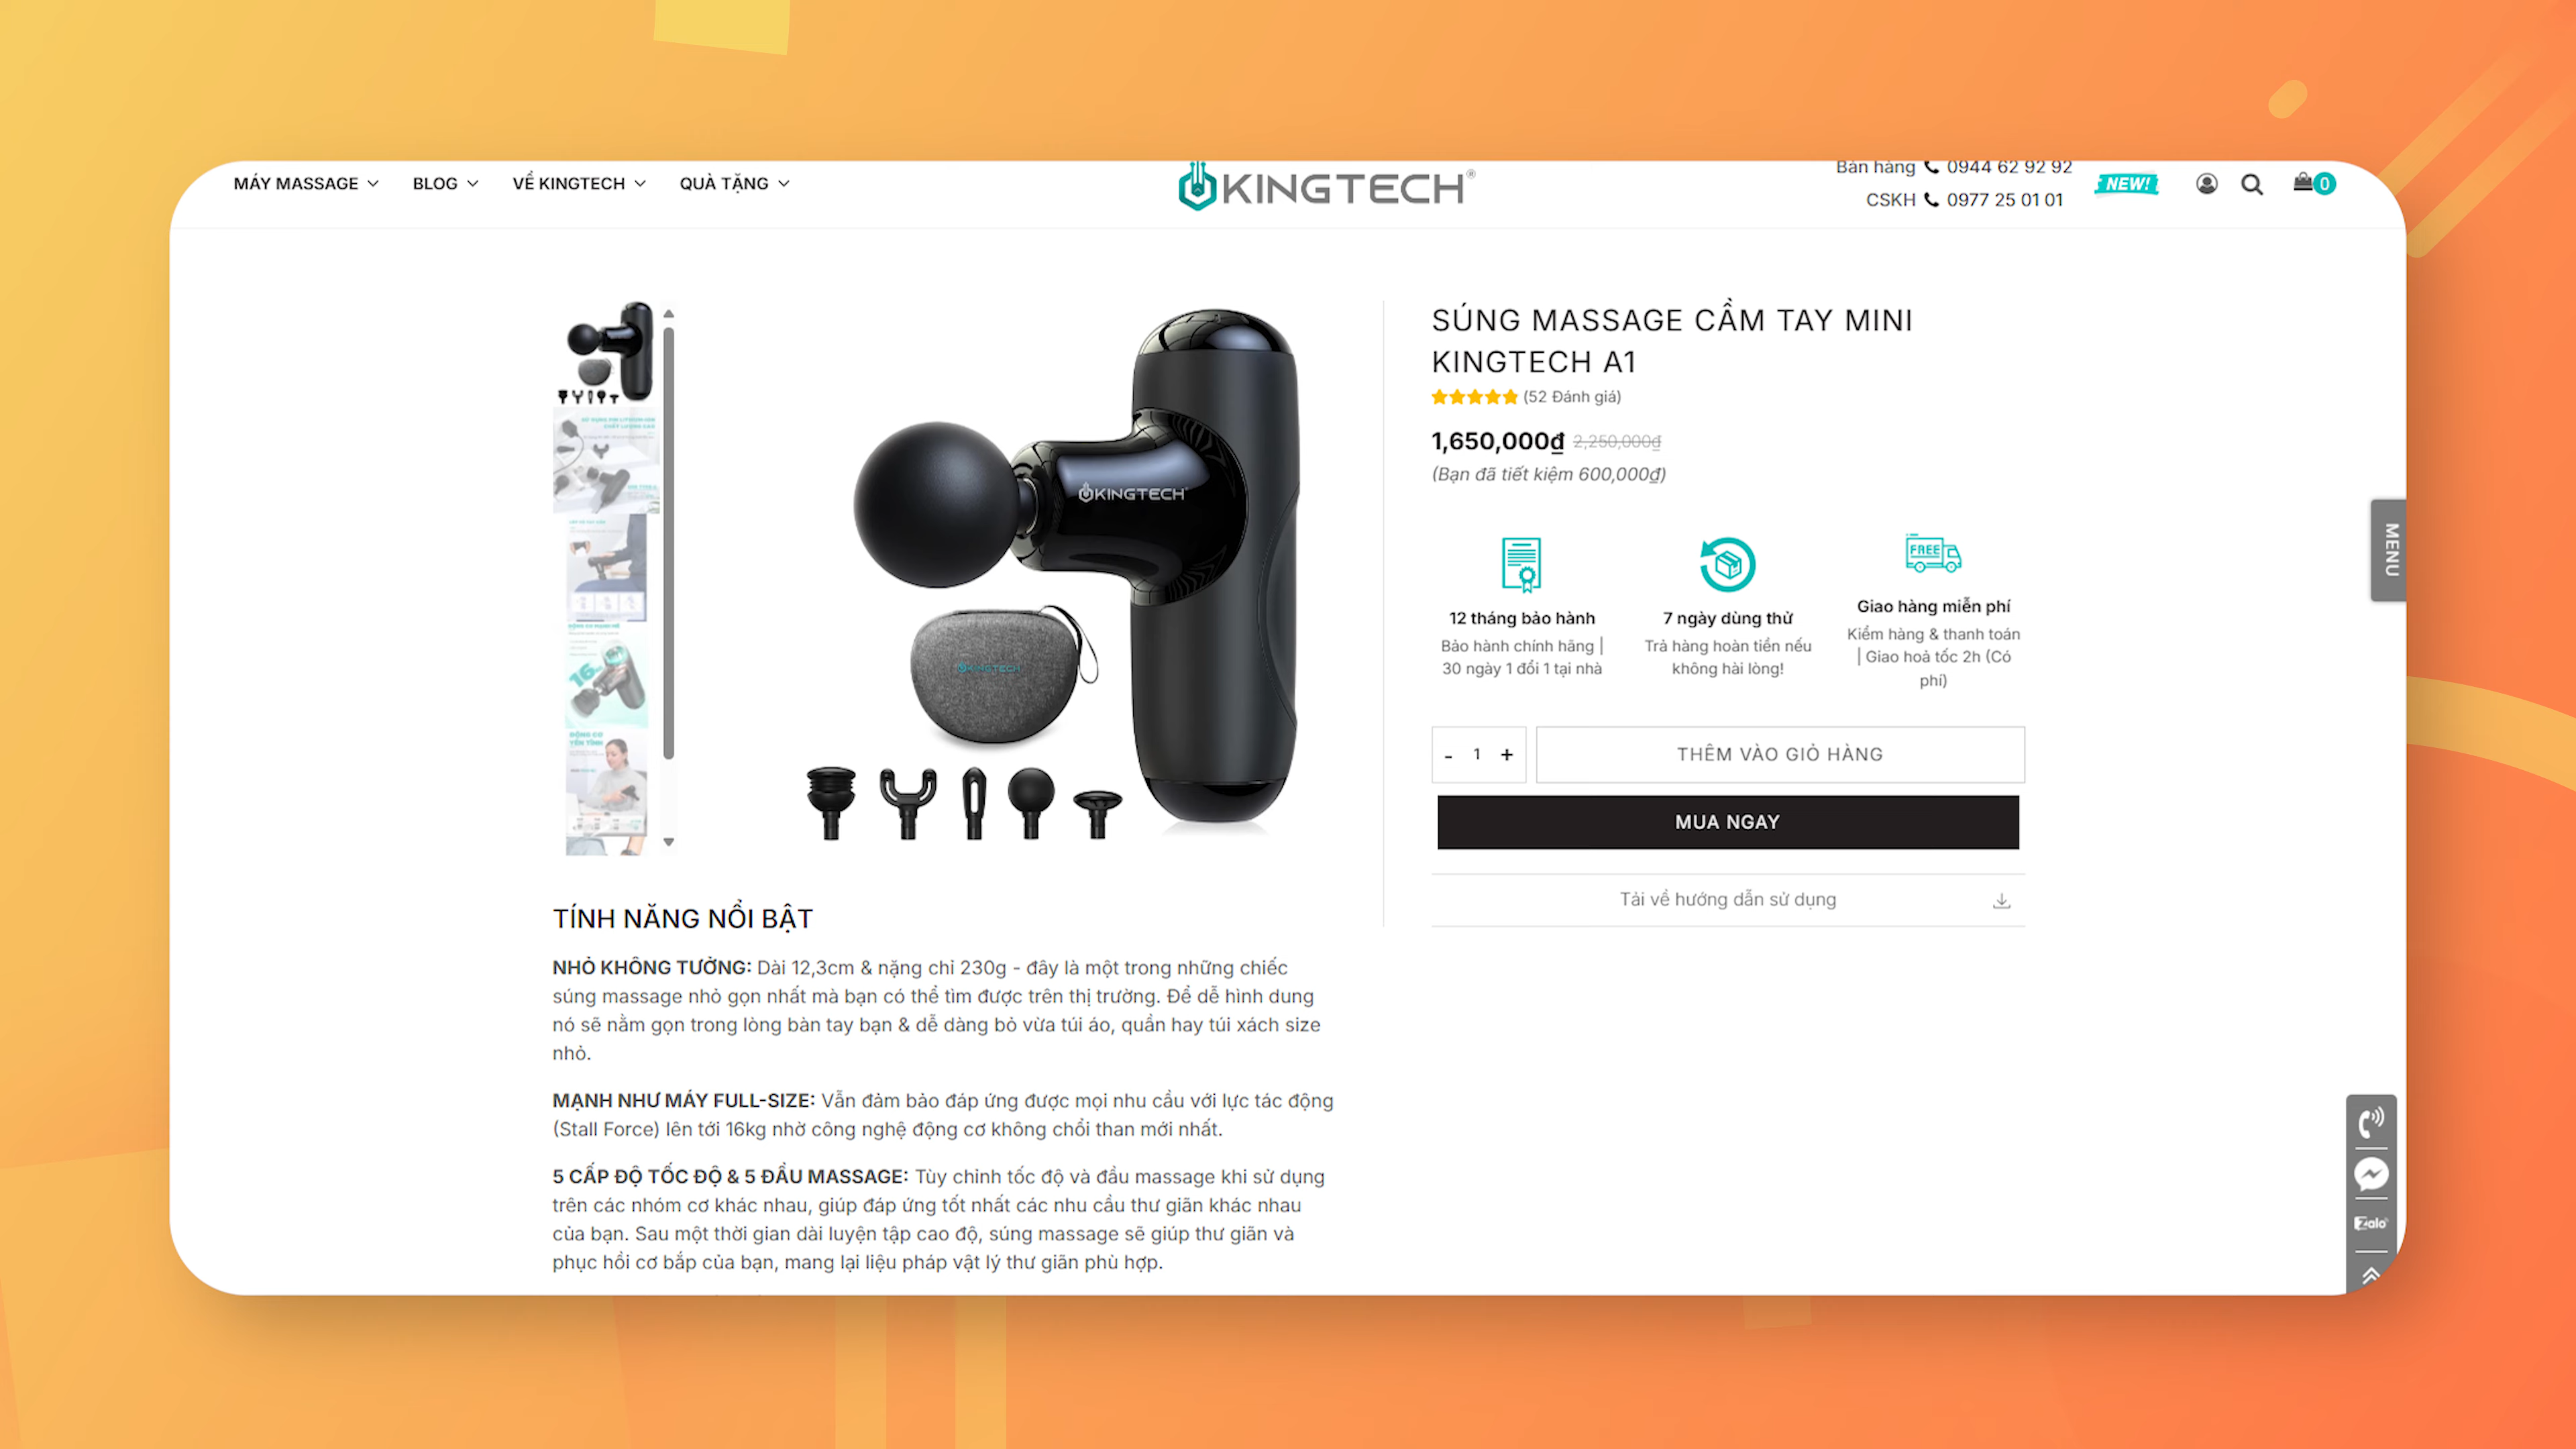 MÁY MASSAGE
BLOG
VỀ KINGTECH
QUÀ TẶNG
KINGTECH®
Bán hàng 0944 62 92 92
CSKH 0977 25 01 01
NEW!
0
SÚNG MASSAGE CẦM TAY MINI
KINGTECH A1
(52 Đánh giá)
1,650,000₫ 2,250,000₫
(Bạn đã tiết kiệm 600,000₫)
KINGTECH
KINGTECH
FREE
12 tháng bảo hành
Bảo hành chính hãng |
30 ngày 1 đổi 1 tại nhà
7 ngày dùng thử
Trả hàng hoàn tiền nếu
không hài lòng!
Giao hàng miễn phí
Kiểm hàng & thanh toán
| Giao hoả tốc 2h (Có
phí)
MENU
- 1 +
THÊM VÀO GIỎ HÀNG
MUA NGAY
Tải về hướng dẫn sử dụng
ĐỘNG CƠ
YÊN TĨNH
TÍNH NĂNG NỔI BẬT
NHỎ KHÔNG TƯỞNG: Dài 12,3cm & nặng chỉ 230g - đây là một trong những chiếc
súng massage nhỏ gọn nhất mà bạn có thể tìm được trên thị trường. Để dễ hình dung
nó sẽ nằm gọn trong lòng bàn tay bạn & dễ dàng bỏ vừa túi áo, quần hay túi xách size
nhỏ.
MẠNH NHƯ MÁY FULL-SIZE: Vẫn đảm bảo đáp ứng được mọi nhu cầu với lực tác động
(Stall Force) lên tới 16kg nhờ công nghệ động cơ không chổi than mới nhất.
5 CẤP ĐỘ TỐC ĐỘ & 5 ĐẦU MASSAGE: Tùy chỉnh tốc độ và đầu massage khi sử dụng
trên các nhóm cơ khác nhau, giúp đáp ứng tốt nhất các nhu cầu thư giãn khác nhau
của bạn. Sau một thời gian dài luyện tập cao độ, súng massage sẽ giúp thư giãn và
phục hồi cơ bắp của bạn, mang lại liệu pháp vật lý thư giãn phù hợp.
Zalo